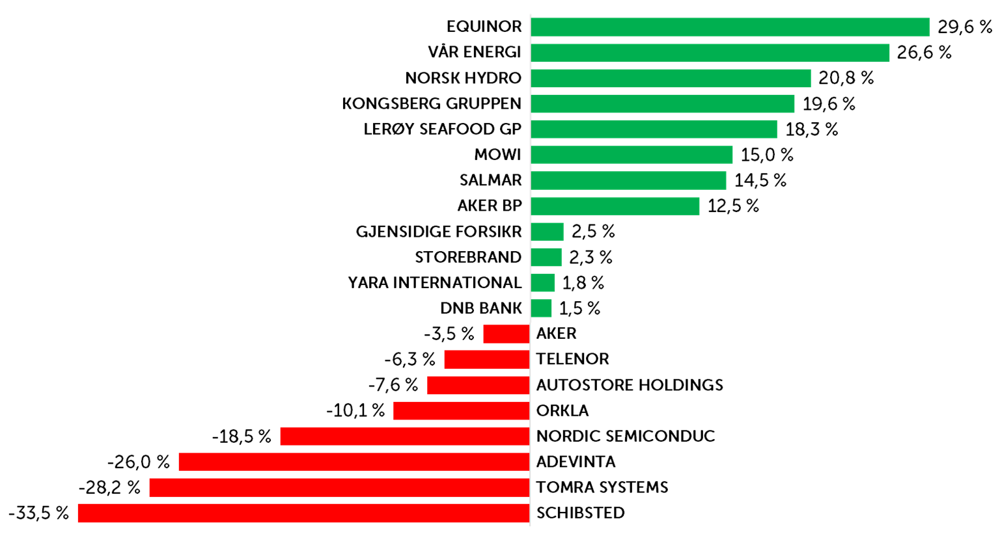 EQUINOR 29,6 %
VÅR ENERGI 26,6 %
NORSK HYDRO 20,8 %
KONGSBERG GRUPPEN 19,6 %
LERØY SEAFOOD GP 18,3 %
MOWI 15,0 %
SALMAR 14,5 %
AKER BP 12,5 %
GJENSIDIGE FORSIKR 2,5 %
STOREBRAND 2,3 %
YARA INTERNATIONAL 1,8 %
DNB BANK 1,5 %
-3,5 % AKER
-6,3 % TELENOR
-7,6 % AUTOSTORE HOLDINGS
-10,1 % ORKLA
-18,5 % NORDIC SEMICONDUC
-26,0 % ADEVINTA
-28,2 % TOMRA SYSTEMS
-33,5 % SCHIBSTED